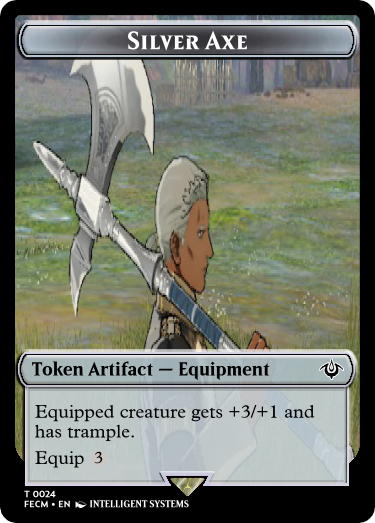 SILVER AXE
Token Artifact — Equipment
Equipped creature gets +3/+1 and
has trample.
Equip 3
T 0024
FECM • EN INTELLIGENT SYSTEMS